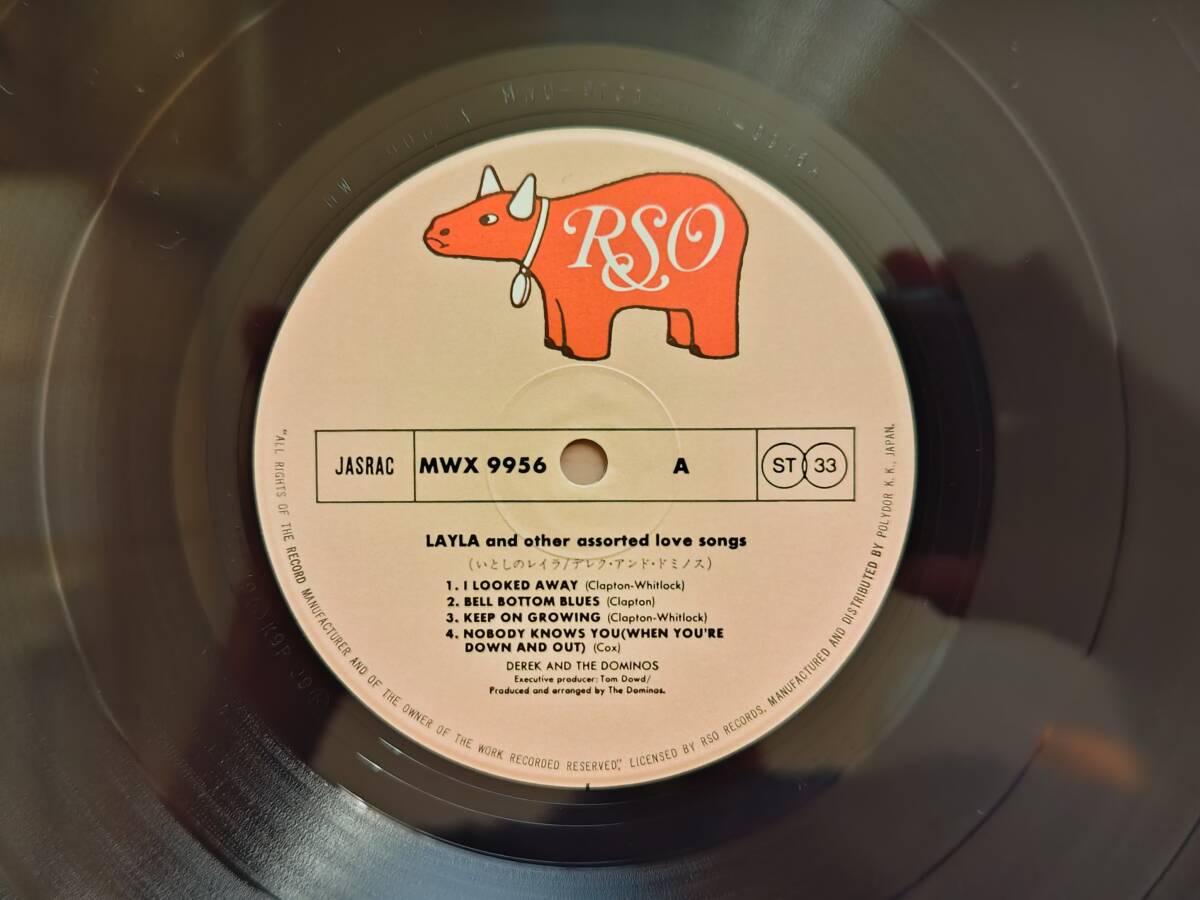 RSO
JASRAC
MWX 9956
A
ST 33
LAYLA and other assorted love songs
(いとしのレイラ/デレク・アンド・ドミノス)
1. I LOOKED AWAY (Clapton-Whitlock)
2. BELL BOTTOM BLUES (Clapton)
3. KEEP ON GROWING (Clapton-Whitlock)
4. NOBODY KNOWS YOU(WHEN YOU'RE
DOWN AND OUT) (Cox)
DEREK AND THE DOMINOS
Executive producer: Tom Dowd/
Produced and arranged by The Dominos.
"ALL RIGHTS OF THE RECORD MANUFACTURER AND OF THE OWNER OF THE WORK RECORDED RESERVED", LICENSED BY RSO RECORDS, MANUFACTURED AND DISTRIBUTED BY POLYDOR K. K., JAPAN.